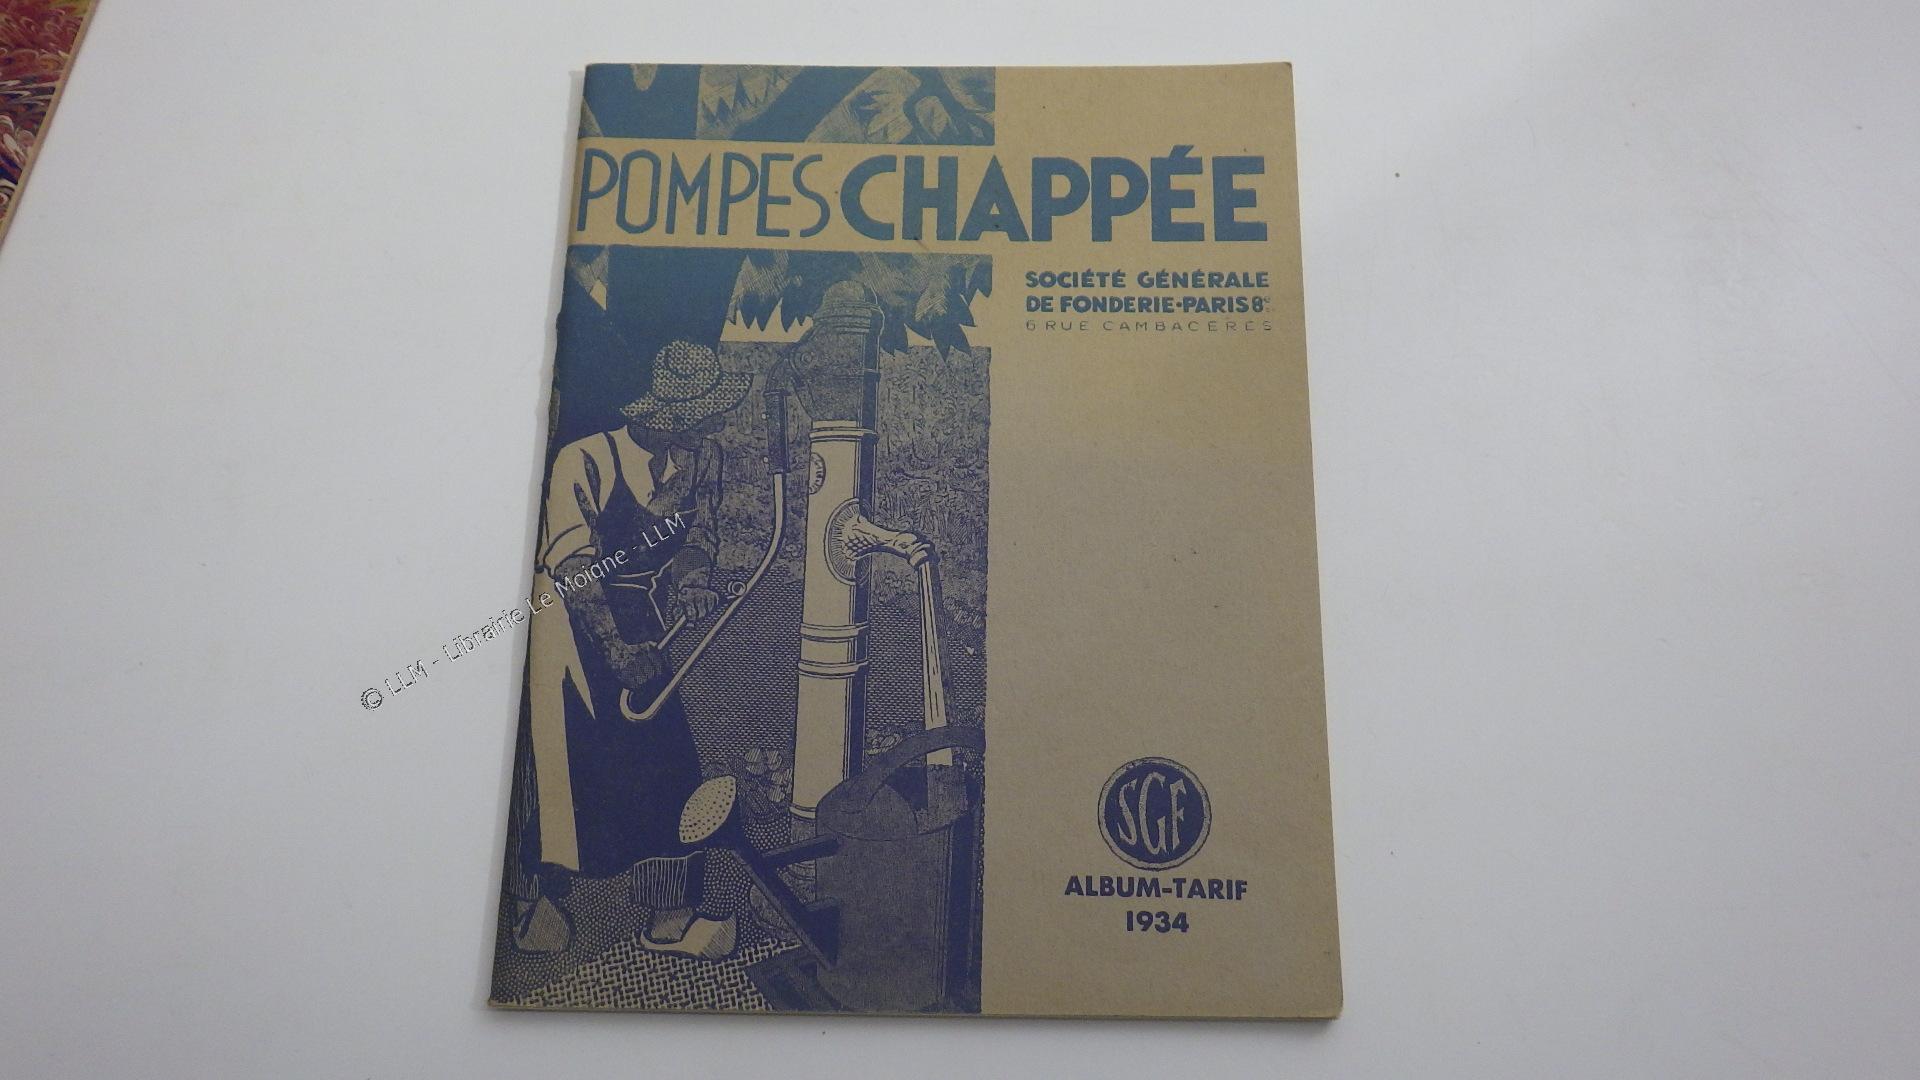 POMPES CHAPPÉE
SOCIÉTÉ GÉNÉRALE
DE FONDERIE•PARIS 8e
6 RUE CAMBACERES
© LLM - Librairie Le Moigne - LLM
SGF
ALBUM-TARIF
1934